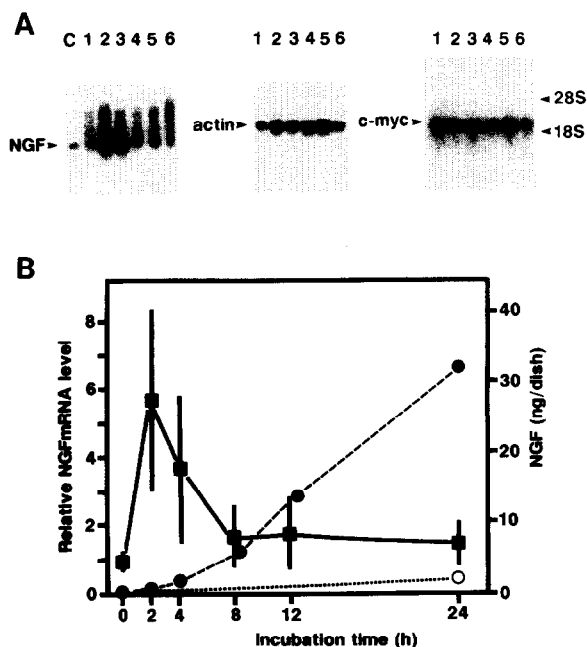 A
C 1 2 3 4 5 6
1 2 3 4 5 6
1 2 3 4 5 6
NGF
actin
c-myc
28S
18S
B
Relative NGFmRNA level
8
6
4
2
0
40
30
20
10
0
NGF (ng/dish)
0 2 4 8 12 24
Incubation time (h)